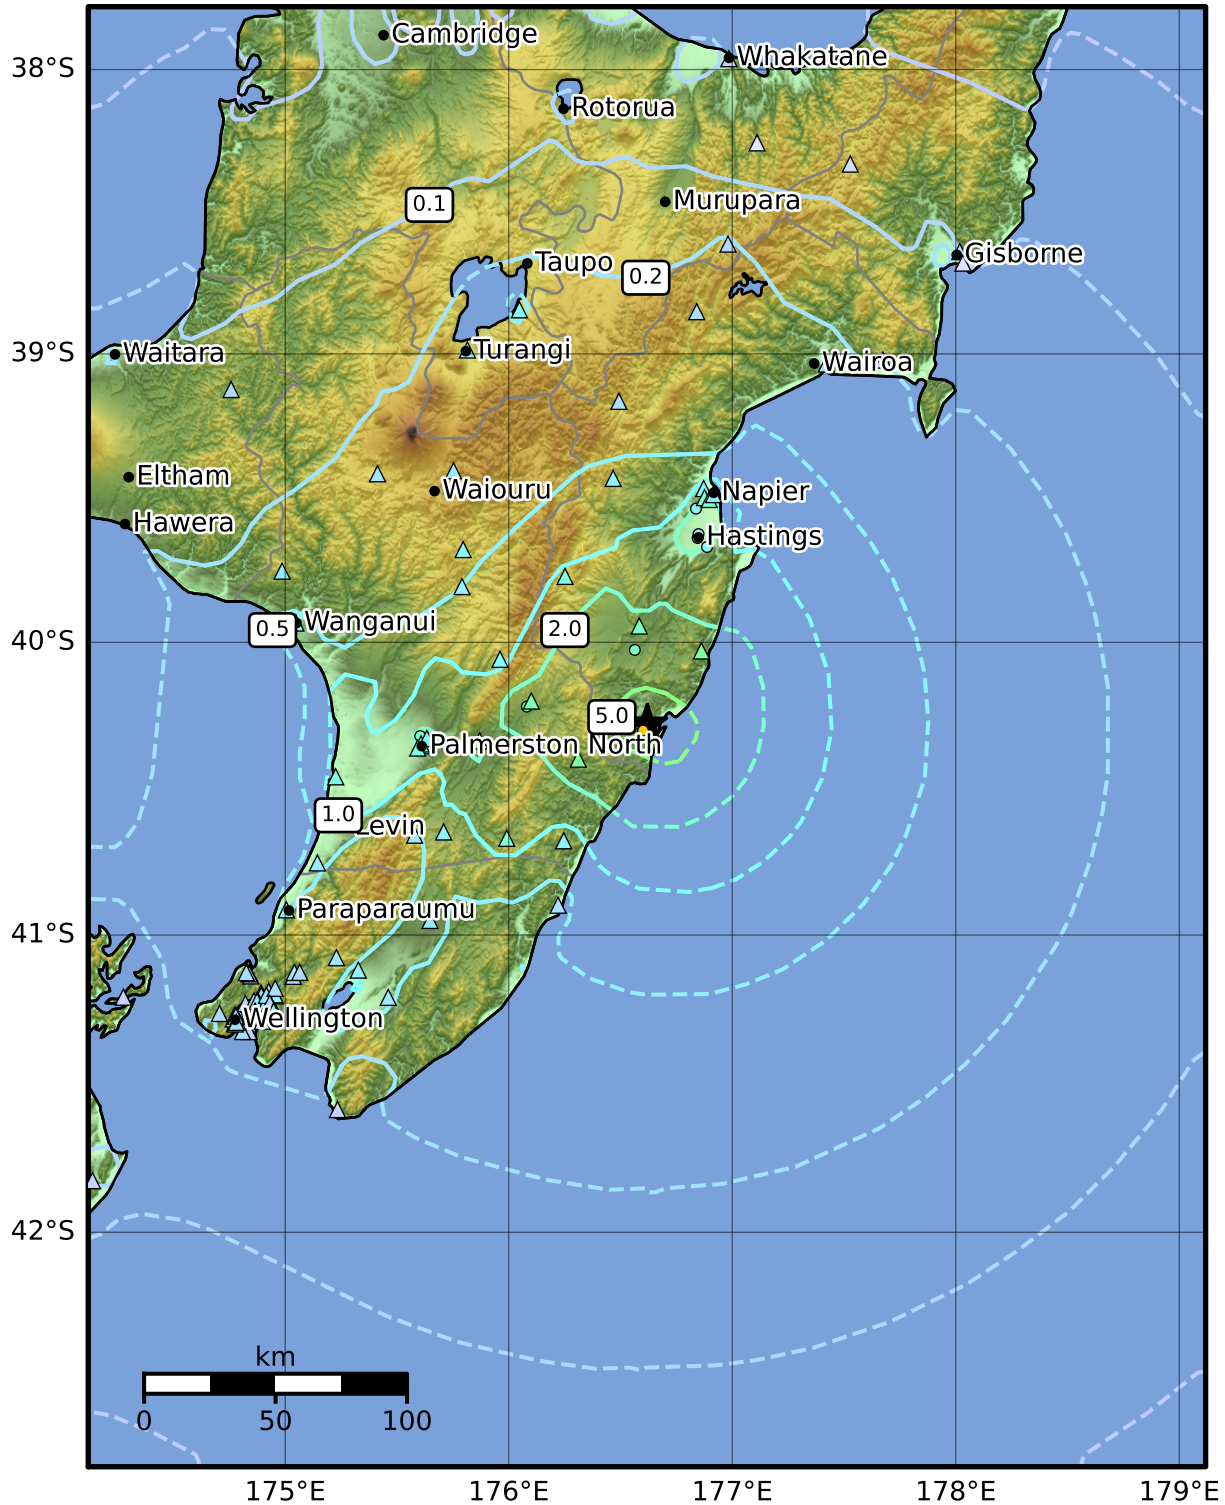 Cambridge
Whakatane
38°S
Rotorua
Murupara
0.1
Gisborne
Taupo
0.2
Turangi
39°S
Waitara
Wairoa
Eltham
Waiouru
Napier
Hawera
Hastings
Wanganui
0.5
2.0
40°S
5.0
Palmerston North
1.0
Levin
Paraparaumu
41°S
Wellington
42°S
km
0 50 100
175°E 176°E 177°E 178°E 179°E